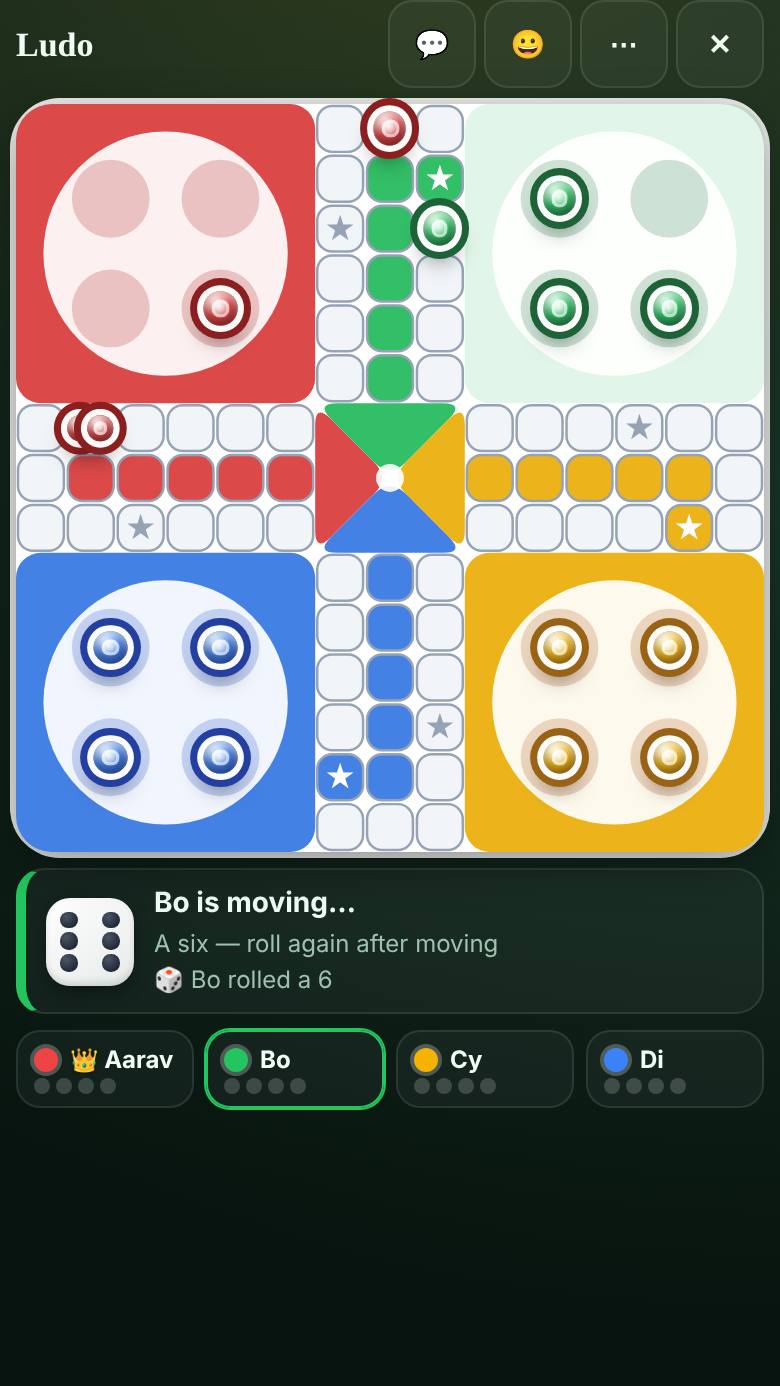 Ludo
Bo is moving…
A six — roll again after moving
🎲 Bo rolled a 6
👑 Aarav
Bo
Cy
Di